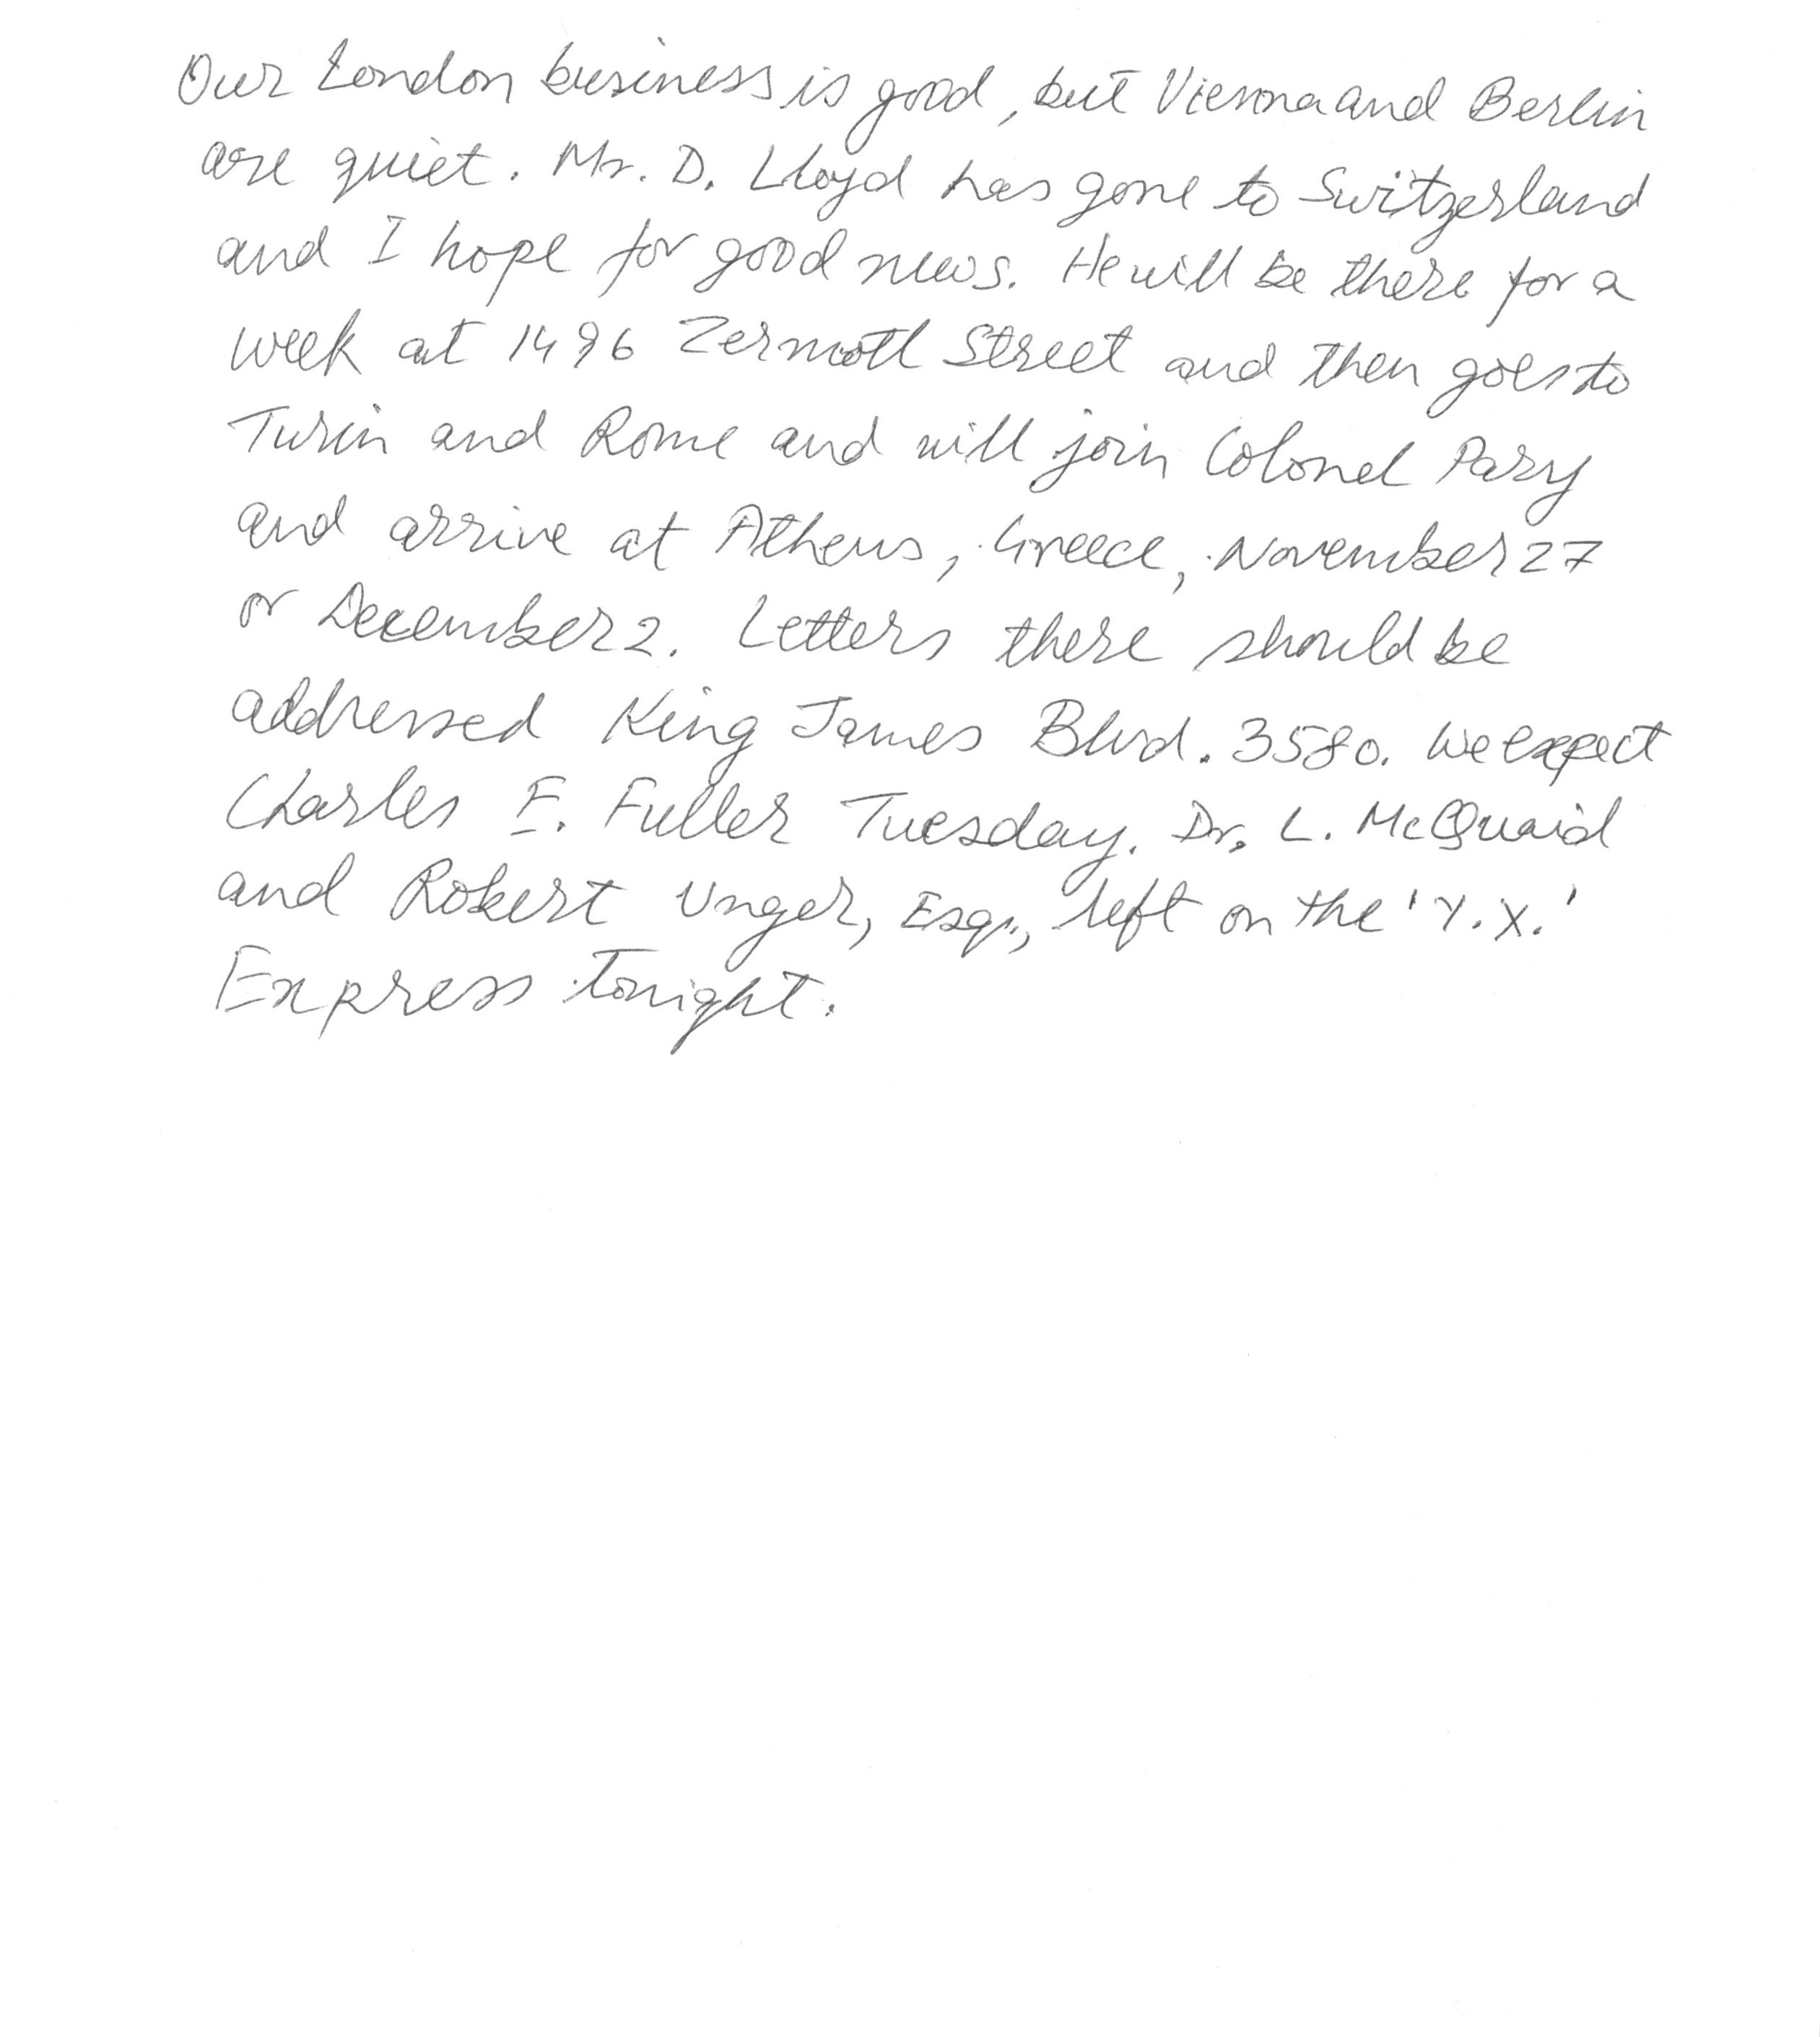 Our London business is good, but Vienna and Berlin
are quiet. Mr. D. Lloyd has gone to Switzerland
and I hope for good news. He will be there for a
week at 1496 Zermott Street and then goes to
Turin and Rome and will join Colonel Pary
and arrive at Athens, Greece, November 27
or December 2. Letters there should be
addressed King James Blvd. 3580. We expect
Charles E. Fuller Tuesday. Dr. L. McQuaid
and Robert Unger, Esq., left on the 'Y.X.'
Express tonight.